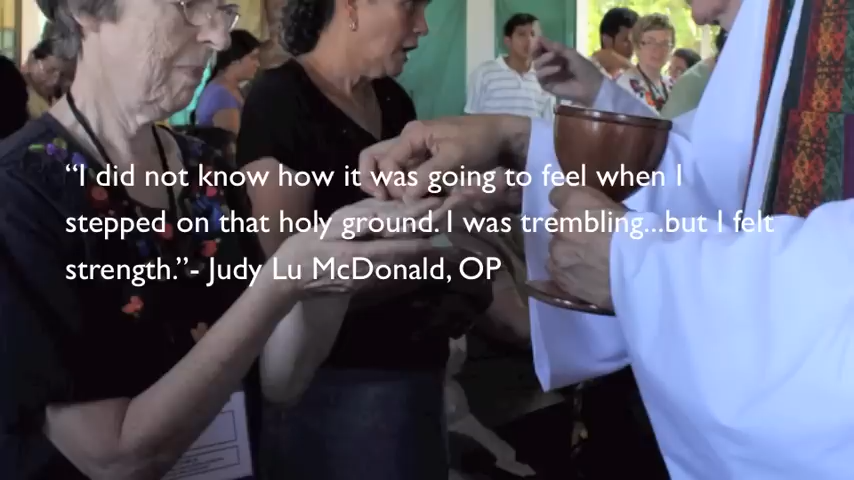 “I did not know how it was going to feel when I
stepped on that holy ground. I was trembling...but I felt
strength.”- Judy Lu McDonald, OP